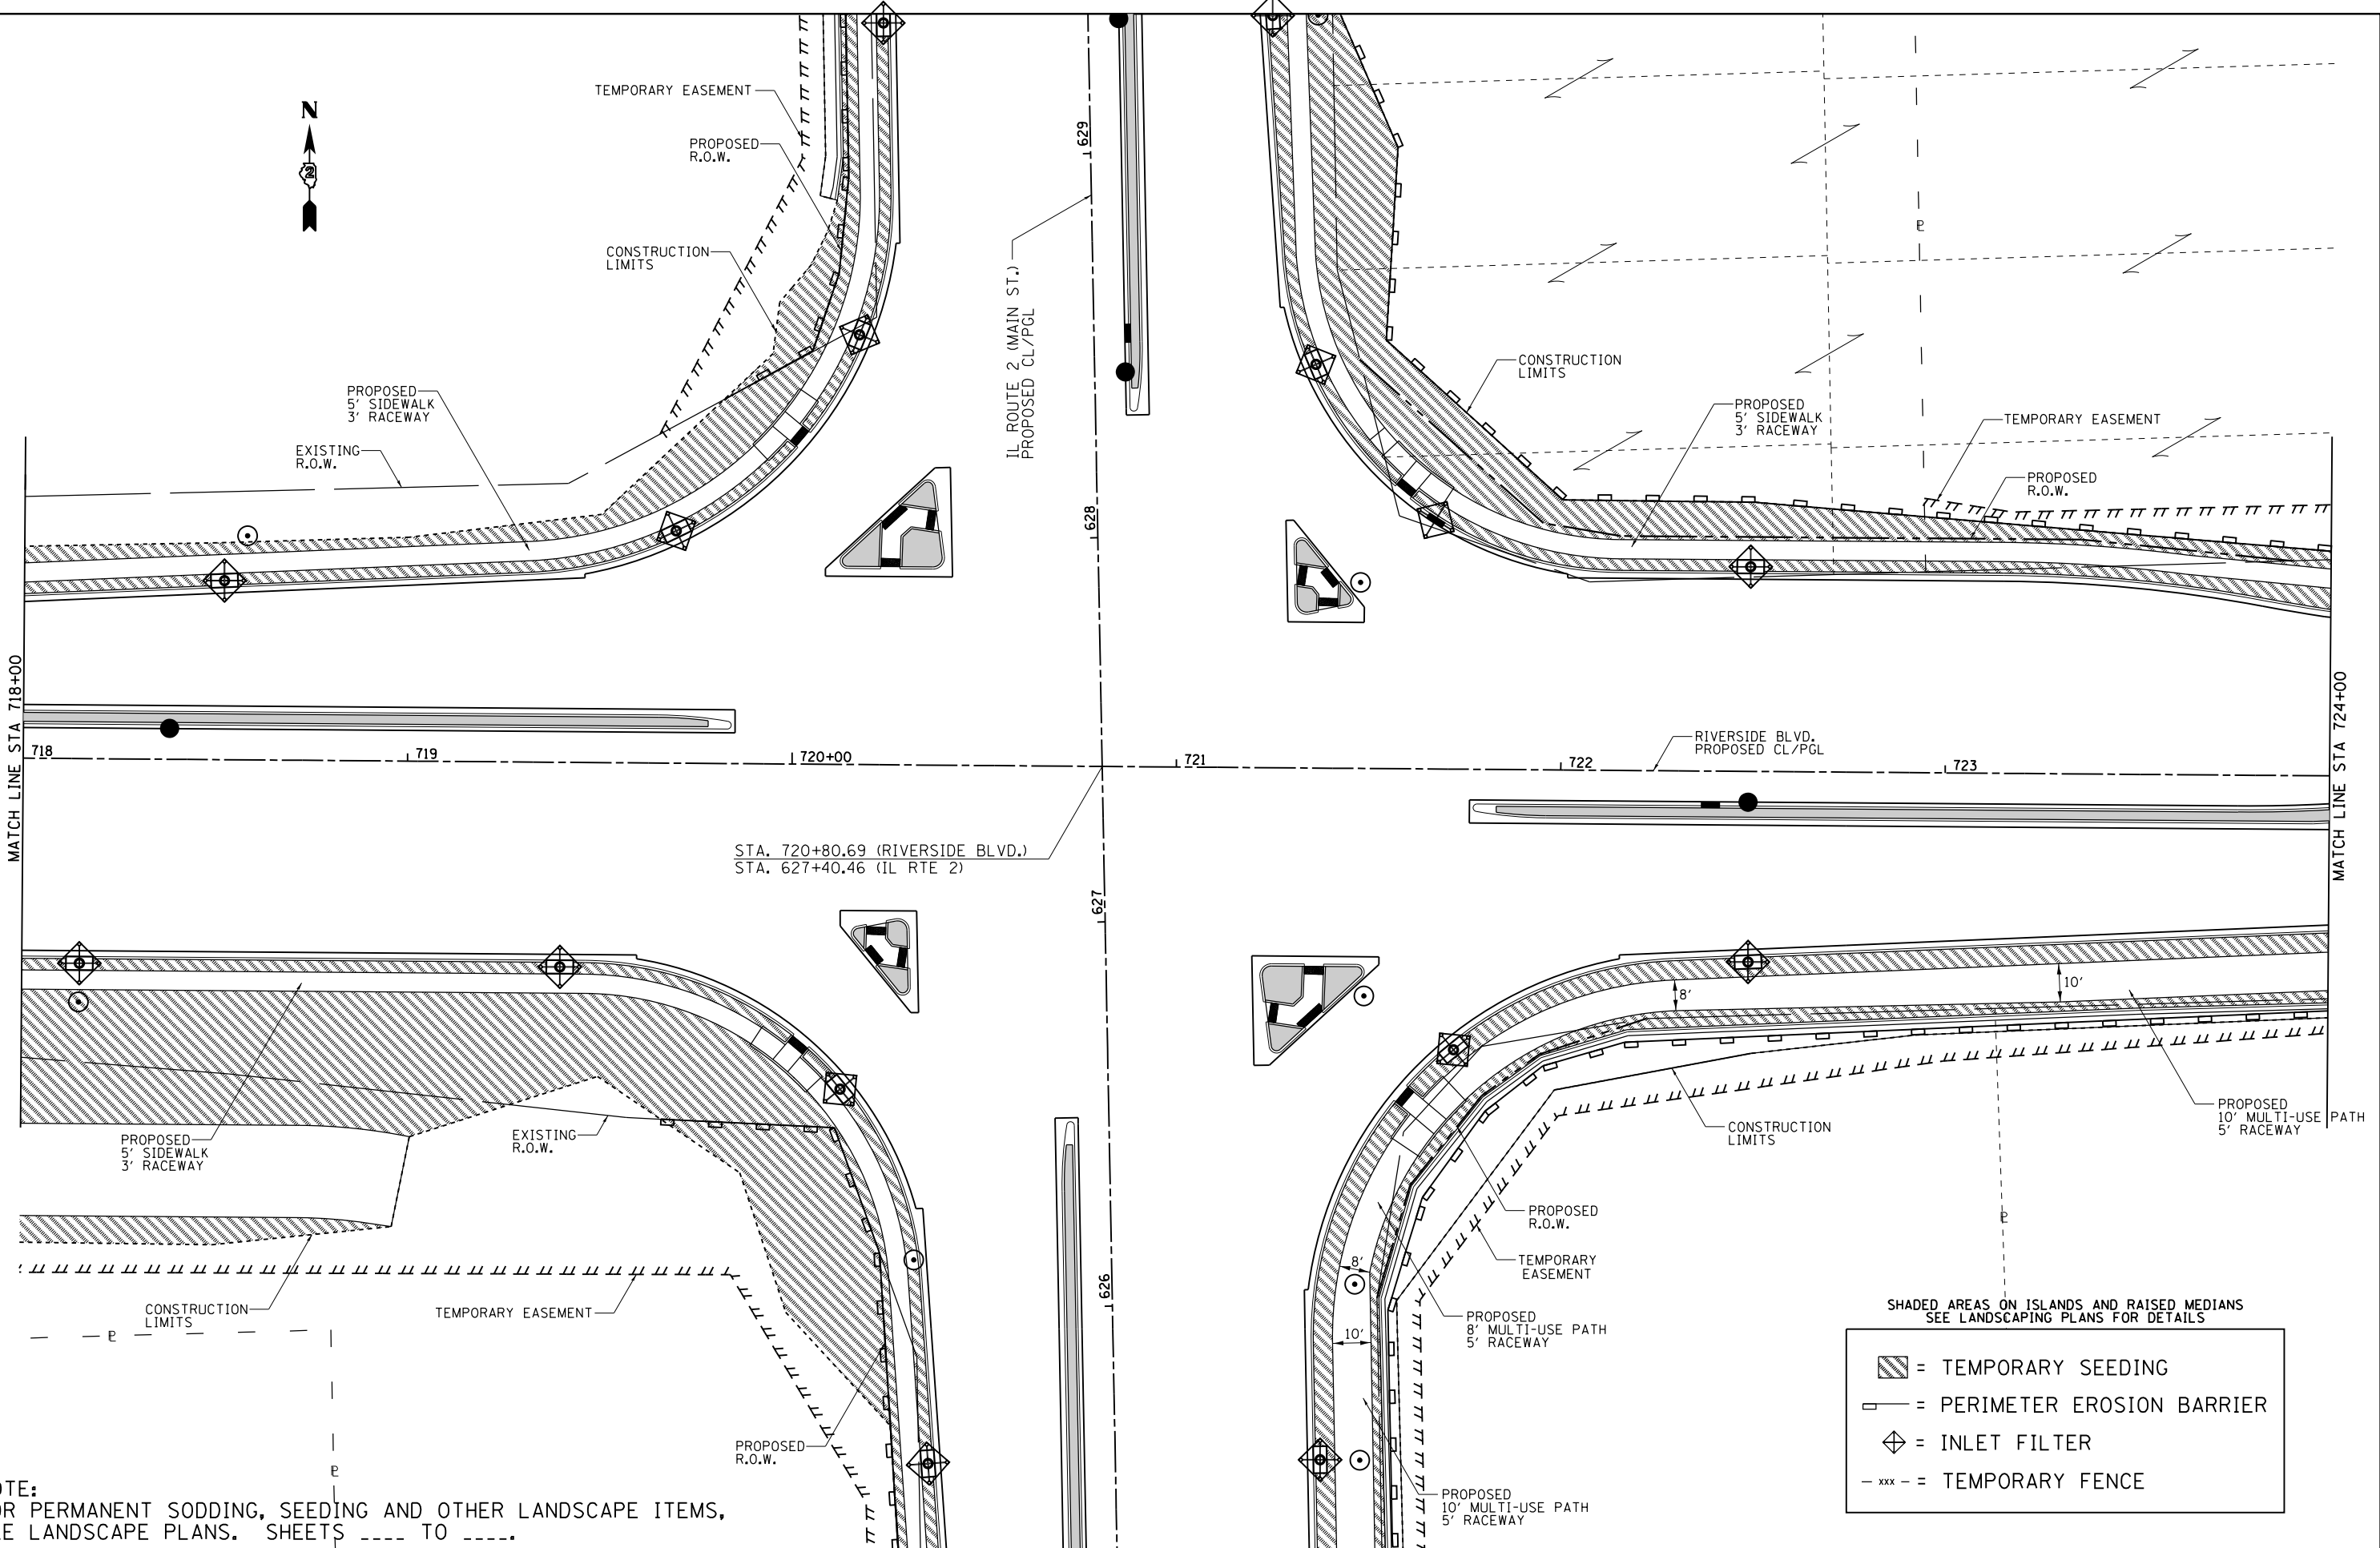 N
2
TEMPORARY EASEMENT
PROPOSED
R.O.W.
CONSTRUCTION
LIMITS
PROPOSED
5' SIDEWALK
3' RACEWAY
EXISTING
R.O.W.
629
IL ROUTE 2 (MAIN ST.)
PROPOSED CL/PGL
628
CONSTRUCTION
LIMITS
PROPOSED
5' SIDEWALK
3' RACEWAY
TEMPORARY EASEMENT
PROPOSED
R.O.W.
P
MATCH LINE STA 718+00
718
719
720+00
721
722
723
RIVERSIDE BLVD.
PROPOSED CL/PGL
MATCH LINE STA 724+00
STA. 720+80.69 (RIVERSIDE BLVD.)
STA. 627+40.46 (IL RTE 2)
627
8'
10'
PROPOSED
5' SIDEWALK
3' RACEWAY
EXISTING
R.O.W.
CONSTRUCTION
LIMITS
PROPOSED
10' MULTI-USE PATH
5' RACEWAY
PROPOSED
R.O.W.
P
TEMPORARY
EASEMENT
626
8'
10'
CONSTRUCTION
LIMITS
TEMPORARY EASEMENT
P
PROPOSED
8' MULTI-USE PATH
5' RACEWAY
PROPOSED
R.O.W.
P
PROPOSED
10' MULTI-USE PATH
5' RACEWAY
SHADED AREAS ON ISLANDS AND RAISED MEDIANS
SEE LANDSCAPING PLANS FOR DETAILS
= TEMPORARY SEEDING
= PERIMETER EROSION BARRIER
= INLET FILTER
- xxx - = TEMPORARY FENCE
OTE:
OR PERMANENT SODDING, SEEDING AND OTHER LANDSCAPE ITEMS,
EE LANDSCAPE PLANS. SHEETS ____ TO ____.